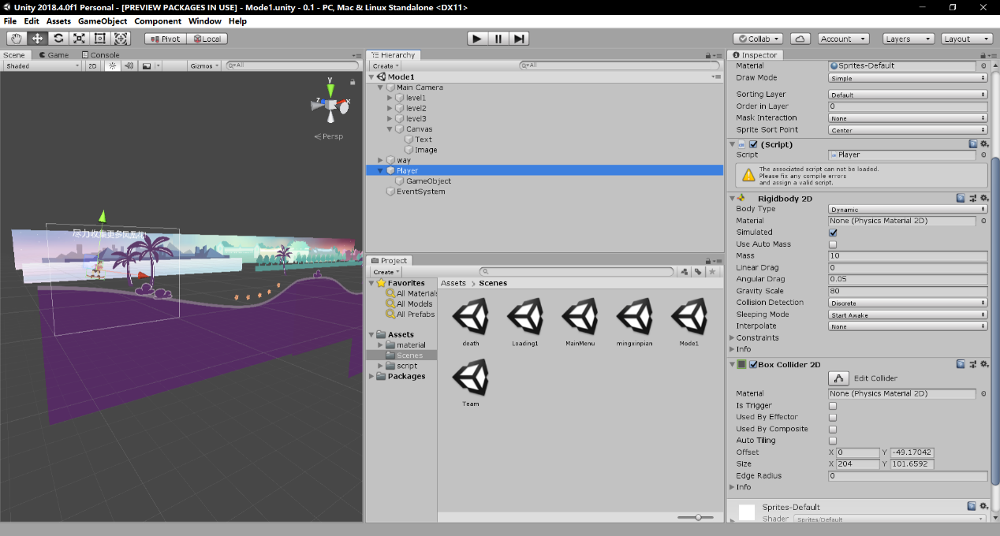 Unity 2018.4.0f1 Personal - [PREVIEW PACKAGES IN USE] - Mode1.unity - 0.1 - PC, Mac & Linux Standalone <DX11>
File Edit Assets GameObject Component Window Help
Pivot Local Collab Account Layers Layout
Scene Game Console
Shaded 2D Gizmos All
y
z x
Persp
尽力收集更多凤凰花!
Hierarchy
Create All
Mode1
Main Camera
level1
level2
level3
Canvas
Text
Image
way
Player
GameObject
EventSystem
Project
Create
Favorites
All Materials
All Models
All Prefabs
Assets
material
Scenes
script
Packages
Assets > Scenes
death Loading1 MainMenu mingxinpian Mode1
Team
Inspector
Material Sprites-Default
Draw Mode Simple
Sorting Layer Default
Order in Layer 0
Mask Interaction None
Sprite Sort Point Center
(Script)
Script Player
The associated script can not be loaded.
Please fix any compile errors
and assign a valid script.
Rigidbody 2D
Body Type Dynamic
Material None (Physics Material 2D)
Simulated
Use Auto Mass
Mass 10
Linear Drag 0
Angular Drag 0.05
Gravity Scale 80
Collision Detection Discrete
Sleeping Mode Start Awake
Interpolate None
Constraints
Info
Box Collider 2D
Edit Collider
Material None (Physics Material 2D)
Is Trigger
Used By Effector
Used By Composite
Auto Tiling
Offset X 0 Y -49.17042
Size X 204 Y 101.6592
Edge Radius 0
Info
Sprites-Default
Shader Sprites/Default